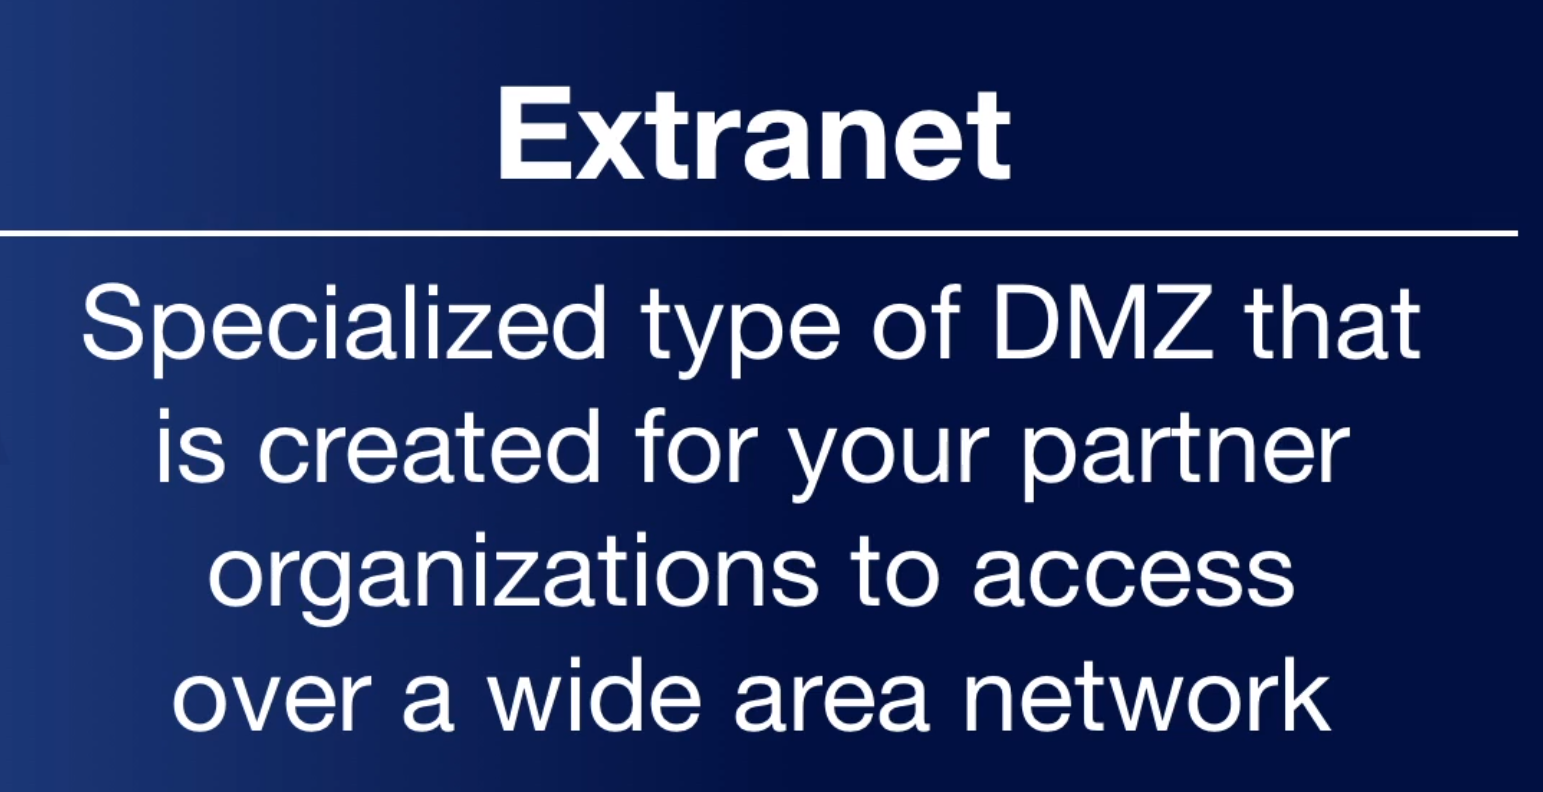 Extranet
Specialized type of DMZ that
is created for your partner
organizations to access
over a wide area network